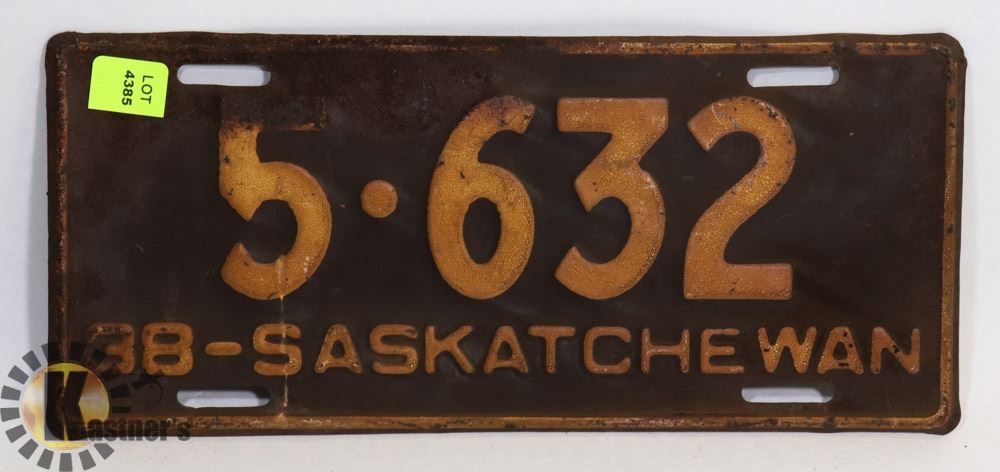 LOT
4385
5·632
38-SASKATCHEWAN
Kastner's